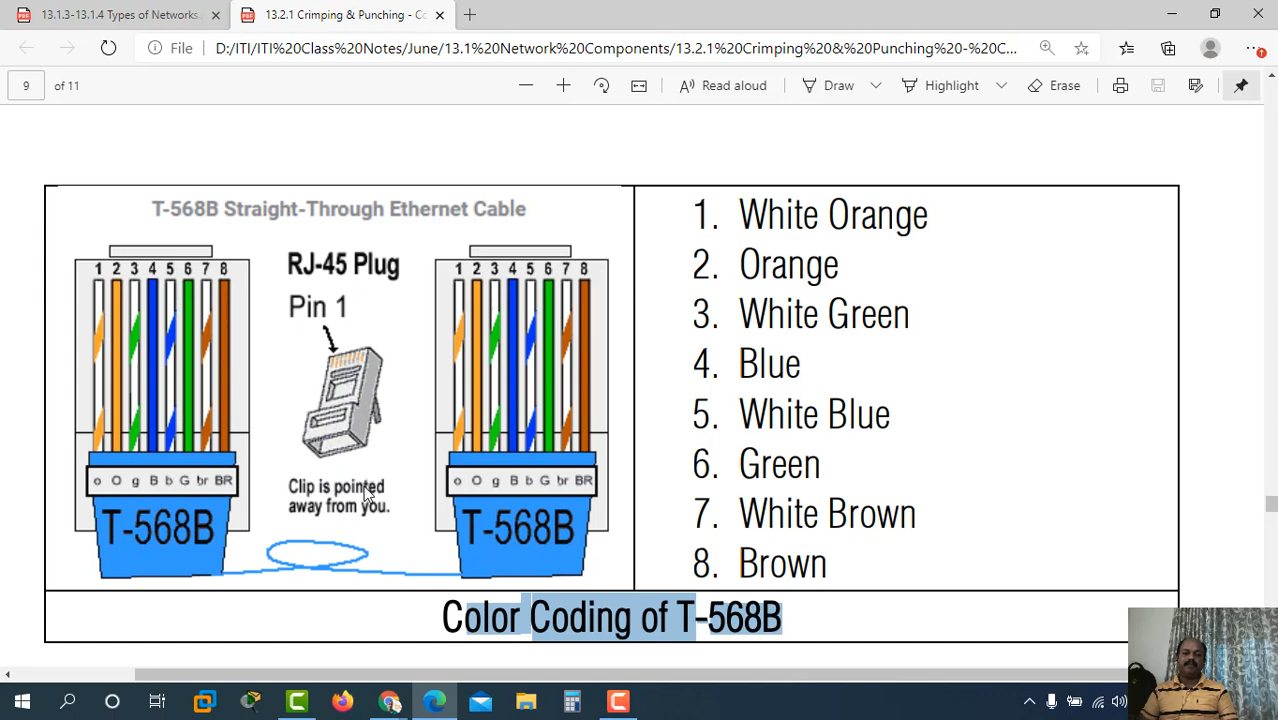 13.1.3-13.1.4 Types of Networks
13.2.1 Crimping & Punching - Co
File
D:/ITI/ITI%20Class%20Notes/June/13.1%20Network%20Components/13.2.1%20Crimping%20&%20Punching%20-%20C...
9 of 11
Read aloud
Draw
Highlight
Erase
T-568B Straight-Through Ethernet Cable
1 2 3 4 5 6 7 8
RJ-45 Plug
Pin 1
Clip is pointed
away from you.
o O g B b G br BR
T-568B
1 2 3 4 5 6 7 8
o O g B b G br BR
T-568B
1. White Orange
2. Orange
3. White Green
4. Blue
5. White Blue
6. Green
7. White Brown
8. Brown
Color Coding of T-568B